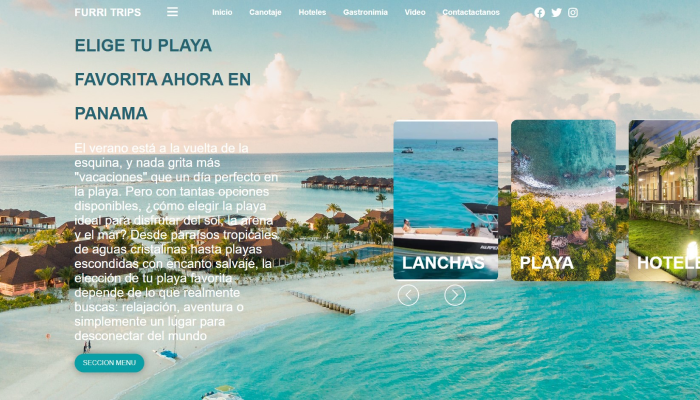 FURRI TRIPS
Inicio Canotaje Hoteles Gastronimia Video Contactactanos
ELIGE TU PLAYA
FAVORITA AHORA EN
PANAMA
El verano está a la vuelta de la
esquina, y nada grita más
"vacaciones" que un día perfecto en
la playa. Pero con tantas opciones
disponibles, ¿cómo elegir la playa
ideal para disfrutar del sol, la arena
y el mar? Desde paraísos tropicales
de aguas cristalinas hasta playas
escondidas con encanto salvaje, la
elección de tu playa favorita
depende de lo que realmente
buscas: relajación, aventura o
simplemente un lugar para
desconectar del mundo
SECCION MENU
LANCHAS
PLAYA
HOTELE